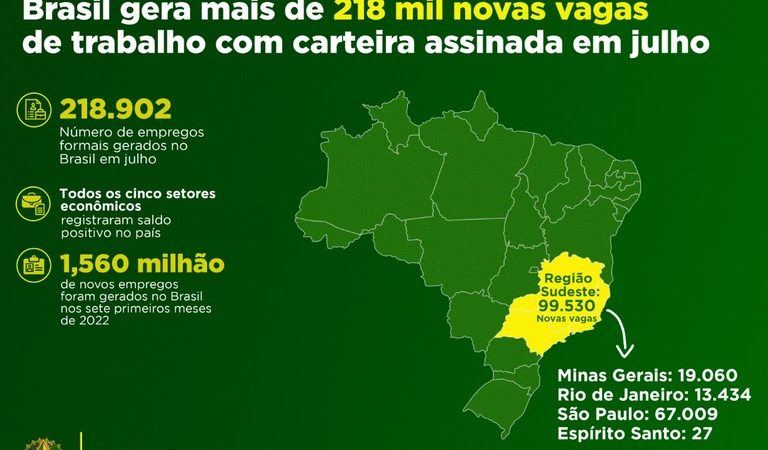 Brasil gera mais de 218 mil novas vagas
de trabalho com carteira assinada em julho
218.902
Número de empregos
formais gerados no
Brasil em julho
Todos os cinco setores
econômicos
registraram saldo
positivo no país
1,560 milhão
de novos empregos
foram gerados no Brasil
nos sete primeiros meses
de 2022
Região
Sudeste:
99.530
Novas vagas
Minas Gerais: 19.060
Rio de Janeiro: 13.434
São Paulo: 67.009
Espírito Santo: 27